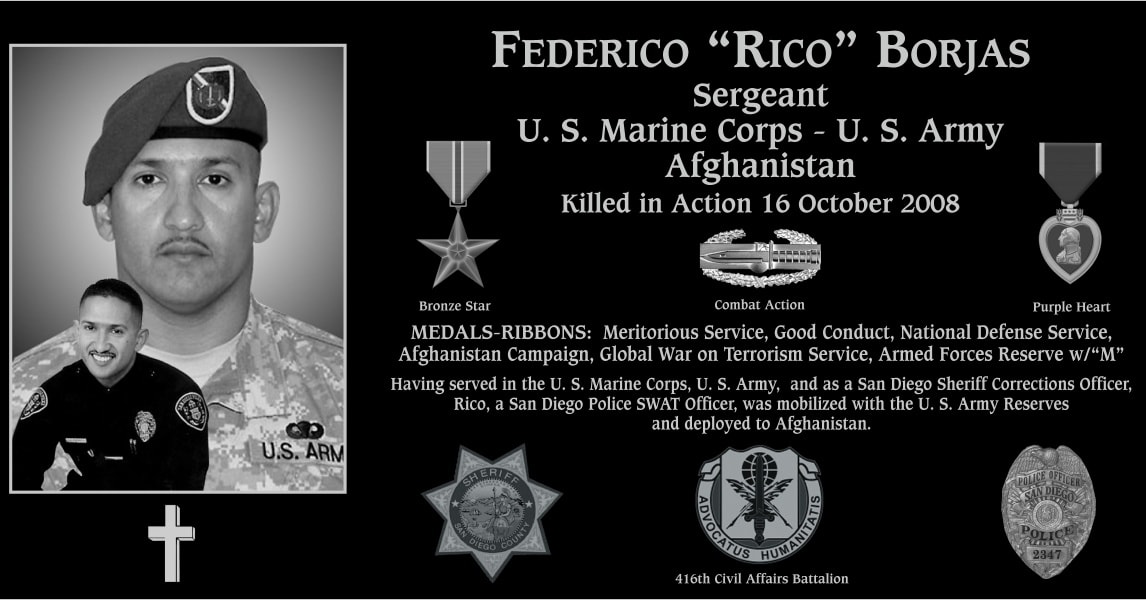 FEDERICO “RICO” BORJAS
Sergeant
U. S. Marine Corps - U. S. Army
Afghanistan
Killed in Action 16 October 2008
Bronze Star
Combat Action
Purple Heart
MEDALS-RIBBONS: Meritorious Service, Good Conduct, National Defense Service,
Afghanistan Campaign, Global War on Terrorism Service, Armed Forces Reserve w/“M”
Having served in the U. S. Marine Corps, U. S. Army, and as a San Diego Sheriff Corrections Officer,
Rico, a San Diego Police SWAT Officer, was mobilized with the U. S. Army Reserves
and deployed to Afghanistan.
U.S. ARM
SHERIFF
SAN DIEGO COUNTY
ADVOCATUS HUMANITATIS
416th Civil Affairs Battalion
POLICE OFFICER
SAN DIEGO
POLICE
2347